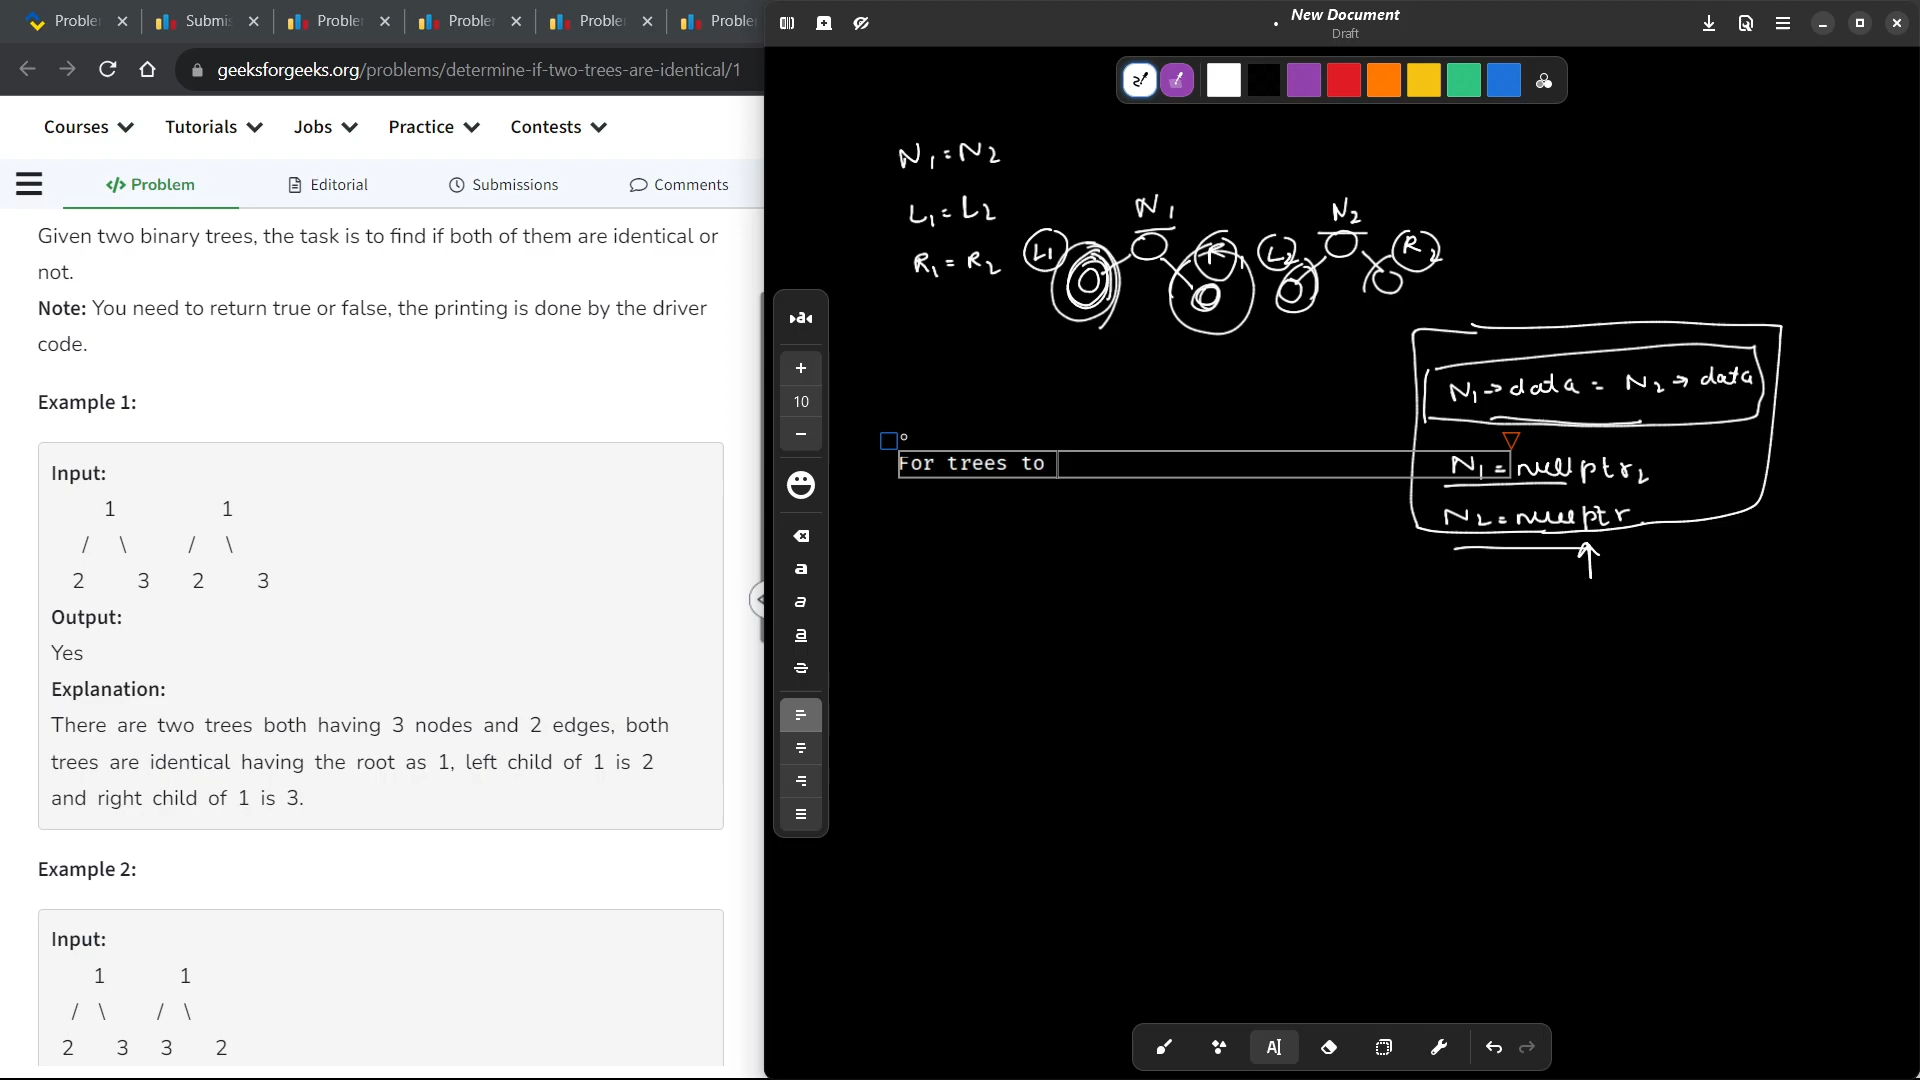 Proble
Submis
Proble
Proble
Proble
Proble
New Document
Draft
geeksforgeeks.org/problems/determine-if-two-trees-are-identical/1
Courses
Tutorials
Jobs
Practice
Contests
</> Problem
Editorial
Submissions
Comments
Given two binary trees, the task is to find if both of them are identical or
not.
Note: You need to return true or false, the printing is done by the driver
code.
Example 1:
Input:
1 1
/ \ / \
2 3 2 3
Output:
Yes
Explanation:
There are two trees both having 3 nodes and 2 edges, both
trees are identical having the root as 1, left child of 1 is 2
and right child of 1 is 3.
Example 2:
Input:
1 1
/ \ / \
2 3 3 2
10
a
a
a
N1 = N2
L1 = L2
R1 = R2
N1
N2
L1
R1
L2
R2
N1 → data = N2 → data
N1 = nullptr2
N2 = nullptr
For trees to